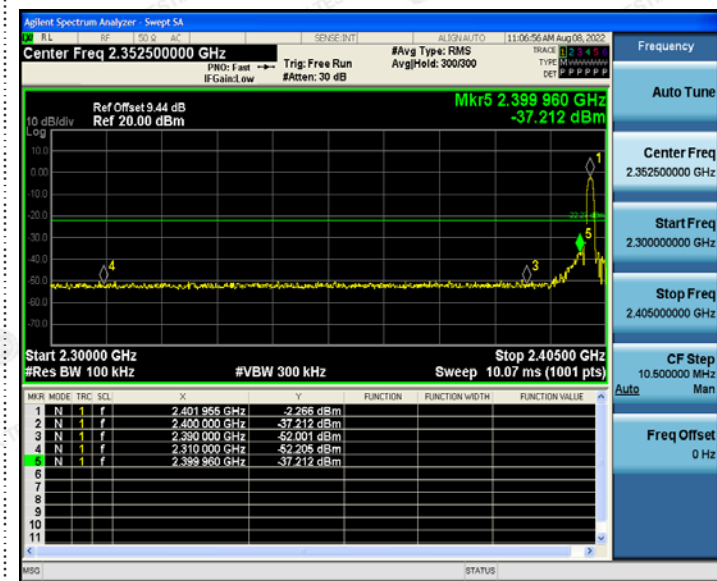 Agilent Spectrum Analyzer - Swept SA
RL RF 50 Ω AC SENSE:INT ALIGNAUTO 11:06:56 AM Aug 08, 2022
Center Freq 2.352500000 GHz
PNO: Fast
IFGain:Low
Trig: Free Run
#Atten: 30 dB
#Avg Type: RMS
Avg|Hold: 300/300
TRACE 1 2 3 4 5 6
TYPE M W W W W W
DET P P P P P P
Mkr5 2.399 960 GHz
-37.212 dBm
Ref Offset 9.44 dB
10 dB/div Ref 20.00 dBm
Log
10.0
0.00
-10.0
-20.0
-30.0
-40.0
-50.0
-60.0
-70.0
1
5
4
3
Start 2.30000 GHz Stop 2.40500 GHz
#Res BW 100 kHz #VBW 300 kHz Sweep 10.07 ms (1001 pts)
MKR MODE TRC SCL X Y FUNCTION FUNCTION WIDTH FUNCTION VALUE
1 N 1 f 2.401 955 GHz -2.266 dBm
2 N 1 f 2.400 000 GHz -37.212 dBm
3 N 1 f 2.390 000 GHz -52.001 dBm
4 N 1 f 2.310 000 GHz -52.205 dBm
5 N 1 f 2.399 960 GHz -37.212 dBm
6
7
8
9
10
11
MSG STATUS
Frequency
Auto Tune
Center Freq
2.352500000 GHz
Start Freq
2.300000000 GHz
Stop Freq
2.405000000 GHz
CF Step
10.500000 MHz
Auto Man
Freq Offset
0 Hz